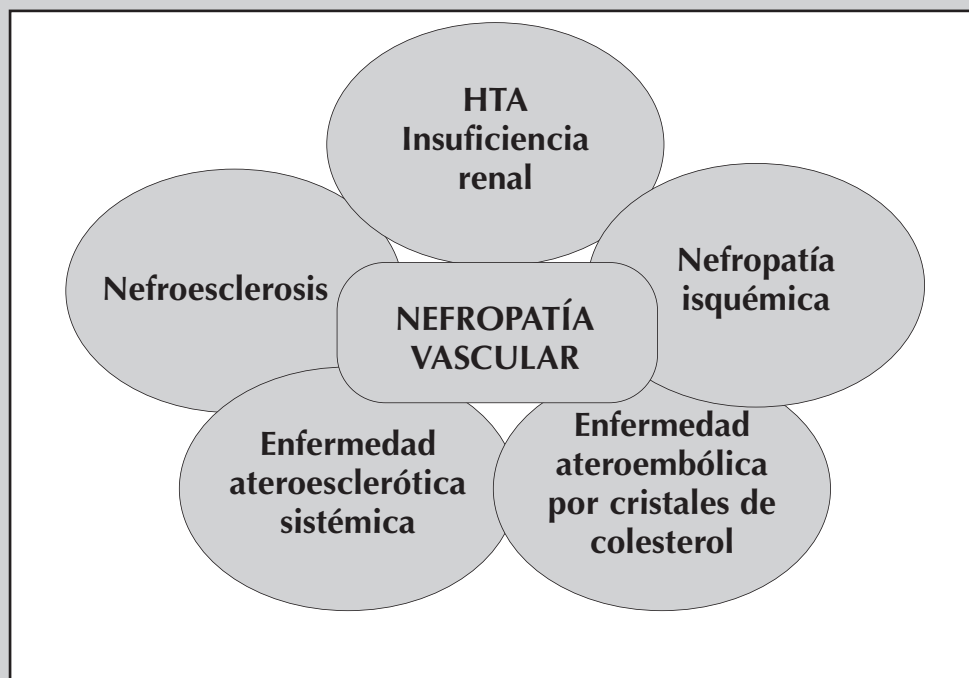 HTA
Insuficiencia
renal
Nefroesclerosis
Nefropatía
isquémica
NEFROPATÍA
VASCULAR
Enfermedad
ateroesclerótica
sistémica
Enfermedad
ateroembólica
por cristales de
colesterol